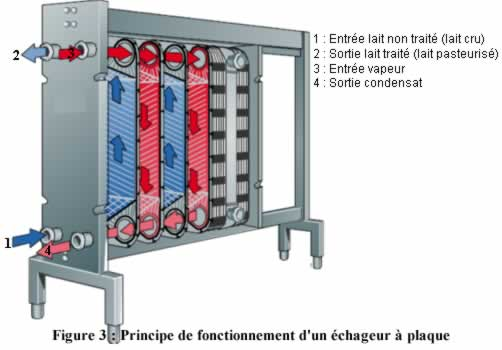 1 : Entrée lait non traité (lait cru)
2 : Sortie lait traité (lait pasteurisé)
3 : Entrée vapeur
4 : Sortie condensat
2
3
1
4
Figure 3 : Principe de fonctionnement d'un échageur à plaque